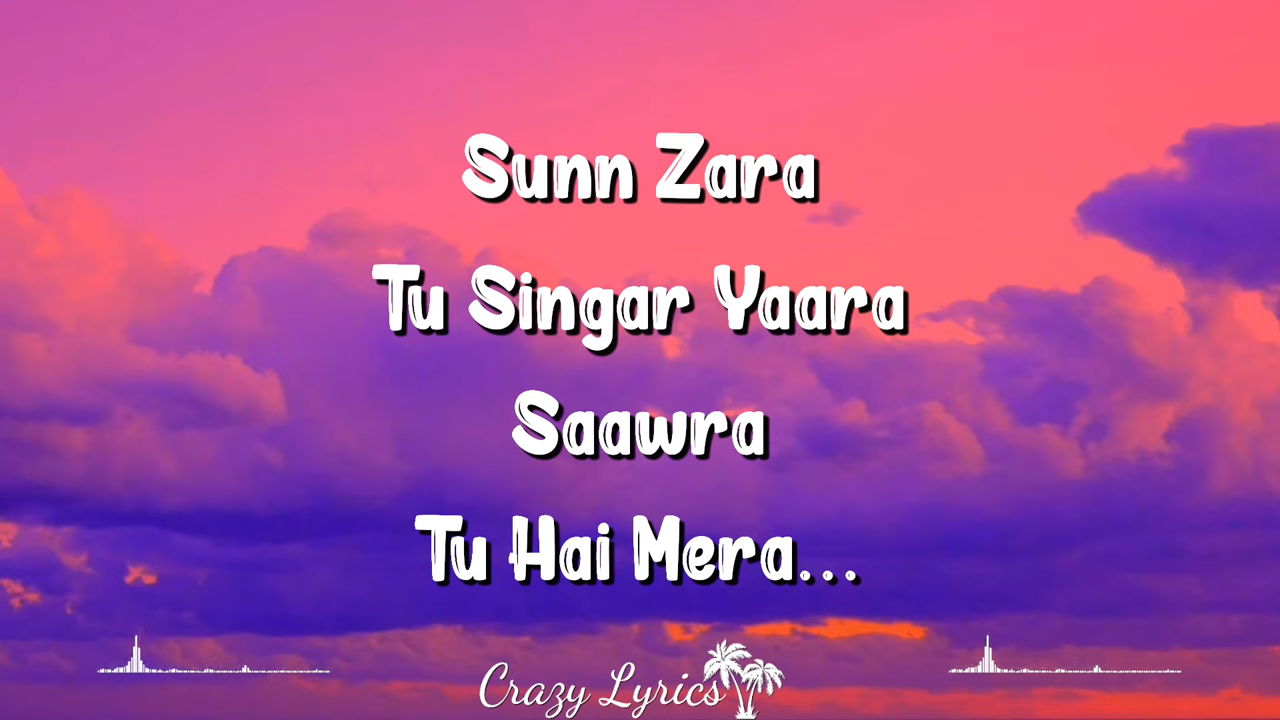 Sunn Zara
Tu Singar Yaara
Saawra
Tu Hai Mera...
Crazy Lyrics